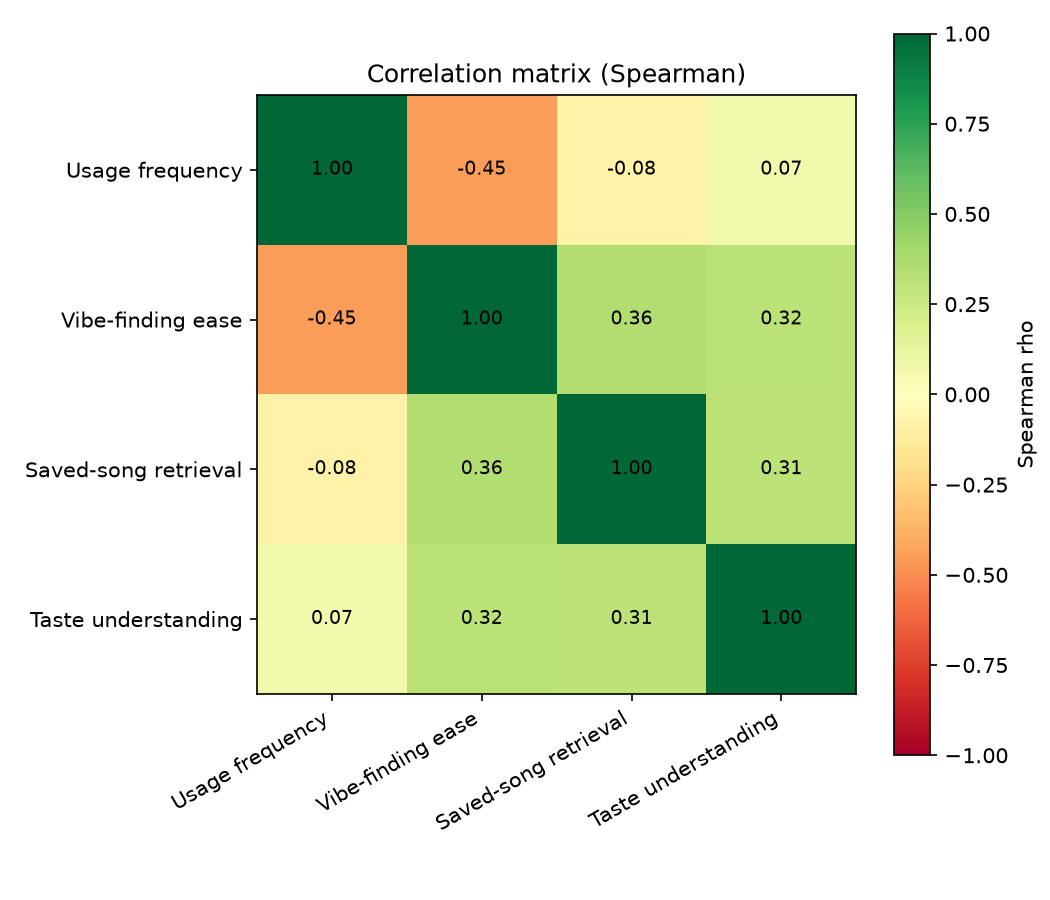 Correlation matrix (Spearman)
Usage frequency
1.00
-0.45
-0.08
0.07
Vibe-finding ease
-0.45
1.00
0.36
0.32
Saved-song retrieval
-0.08
0.36
1.00
0.31
Taste understanding
0.07
0.32
0.31
1.00
Usage frequency
Vibe-finding ease
Saved-song retrieval
Taste understanding
1.00
0.75
0.50
0.25
0.00
−0.25
−0.50
−0.75
−1.00
Spearman rho